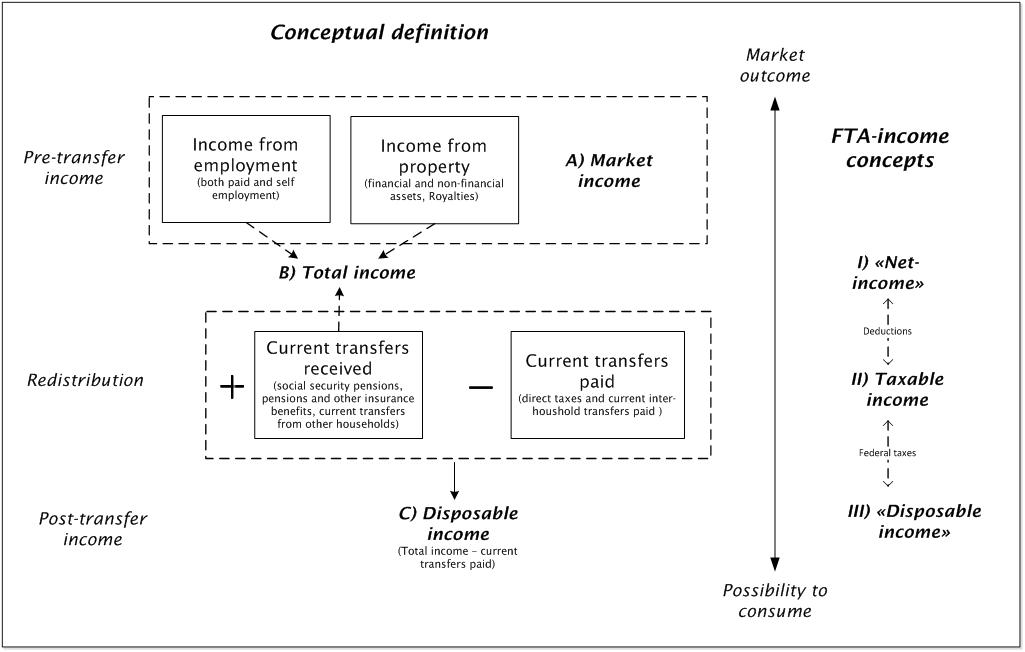 Conceptual definition
Market
outcome
Pre-transfer
income
Income from
employment
(both paid and self
employment)
Income from
property
(financial and non-financial
assets, Royalties)
A) Market
income
FTA-income
concepts
B) Total income
I) «Net-
income»
Deductions
Redistribution
+
Current transfers
received
(social security pensions,
pensions and other insurance
benefits, current transfers
from other households)
−
Current transfers
paid
(direct taxes and current inter-
houshold transfers paid )
II) Taxable
income
Federal taxes
Post-transfer
income
C) Disposable
income
(Total income – current
transfers paid)
III) «Disposable
income»
Possibility to
consume